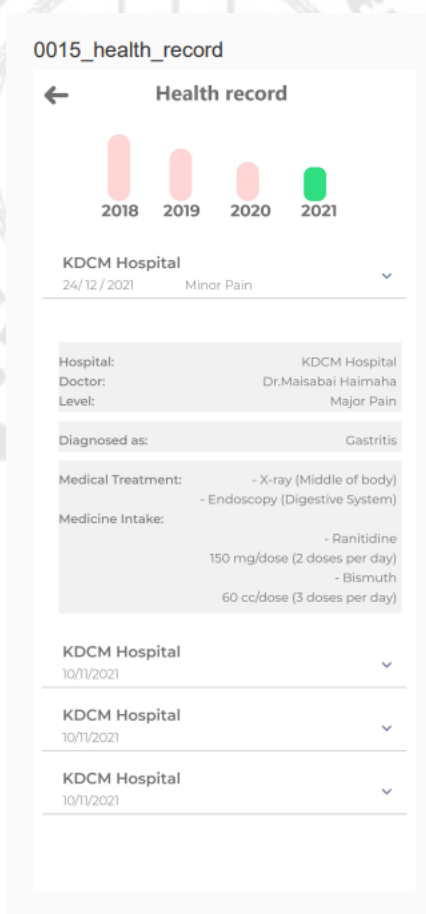 0015_health_record
Health record
2018 2019 2020 2021
KDCM Hospital
24/ 12 / 2021 Minor Pain
Hospital: KDCM Hospital
Doctor: Dr.Maisabai Haimaha
Level: Major Pain
Diagnosed as: Gastritis
Medical Treatment: - X-ray (Middle of body)
- Endoscopy (Digestive System)
Medicine Intake:
- Ranitidine
150 mg/dose (2 doses per day)
- Bismuth
60 cc/dose (3 doses per day)
KDCM Hospital
10/11/2021
KDCM Hospital
10/11/2021
KDCM Hospital
10/11/2021